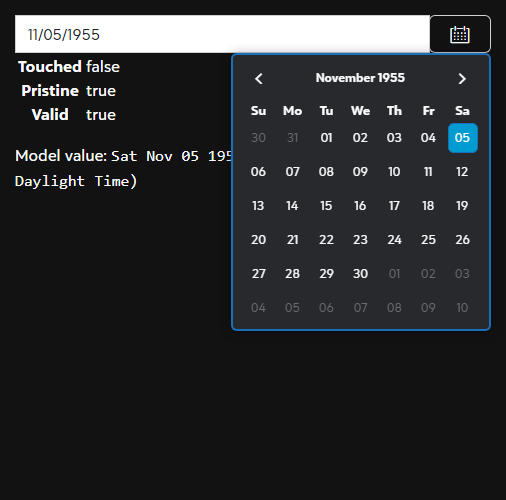 11/05/1955
Touched false
Pristine true
Valid true
Model value: Sat Nov 05 195
Daylight Time)
November 1955
Su Mo Tu We Th Fr Sa
30 31 01 02 03 04 05
06 07 08 09 10 11 12
13 14 15 16 17 18 19
20 21 22 23 24 25 26
27 28 29 30 01 02 03
04 05 06 07 08 09 10